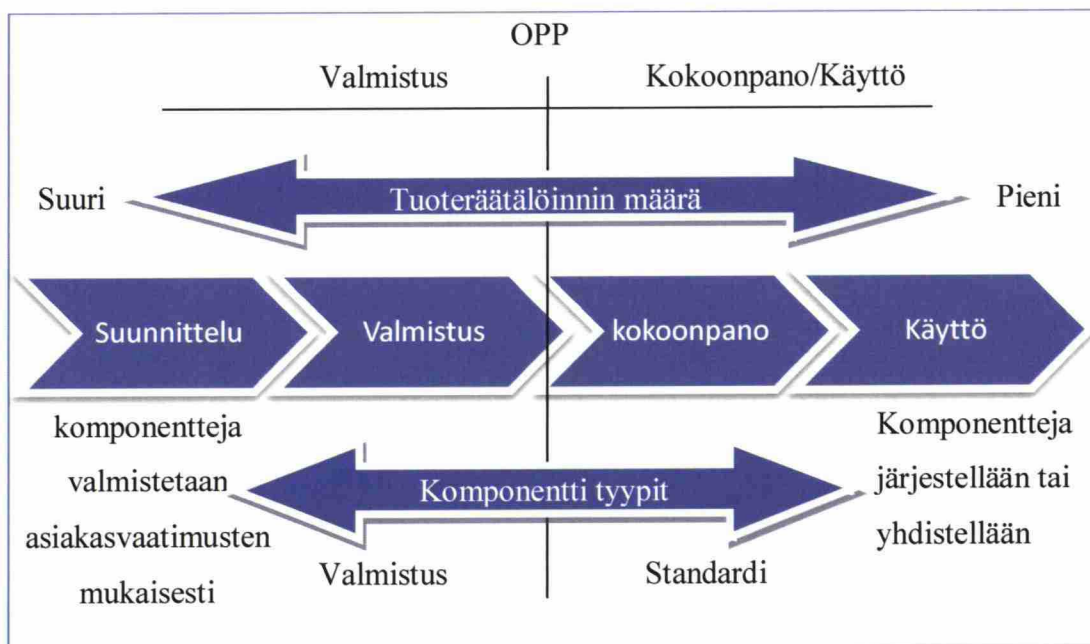 OPP
Valmistus
Kokoonpano/Käyttö
Suuri
Tuoteräätälöinnin määrä
Pieni
Suunnittelu
Valmistus
kokoonpano
Käyttö
komponentteja
valmistetaan
asiakasvaatimusten
mukaisesti
Komponentti tyypit
Komponentteja
järjestellään tai
yhdistellään
Valmistus
Standardi